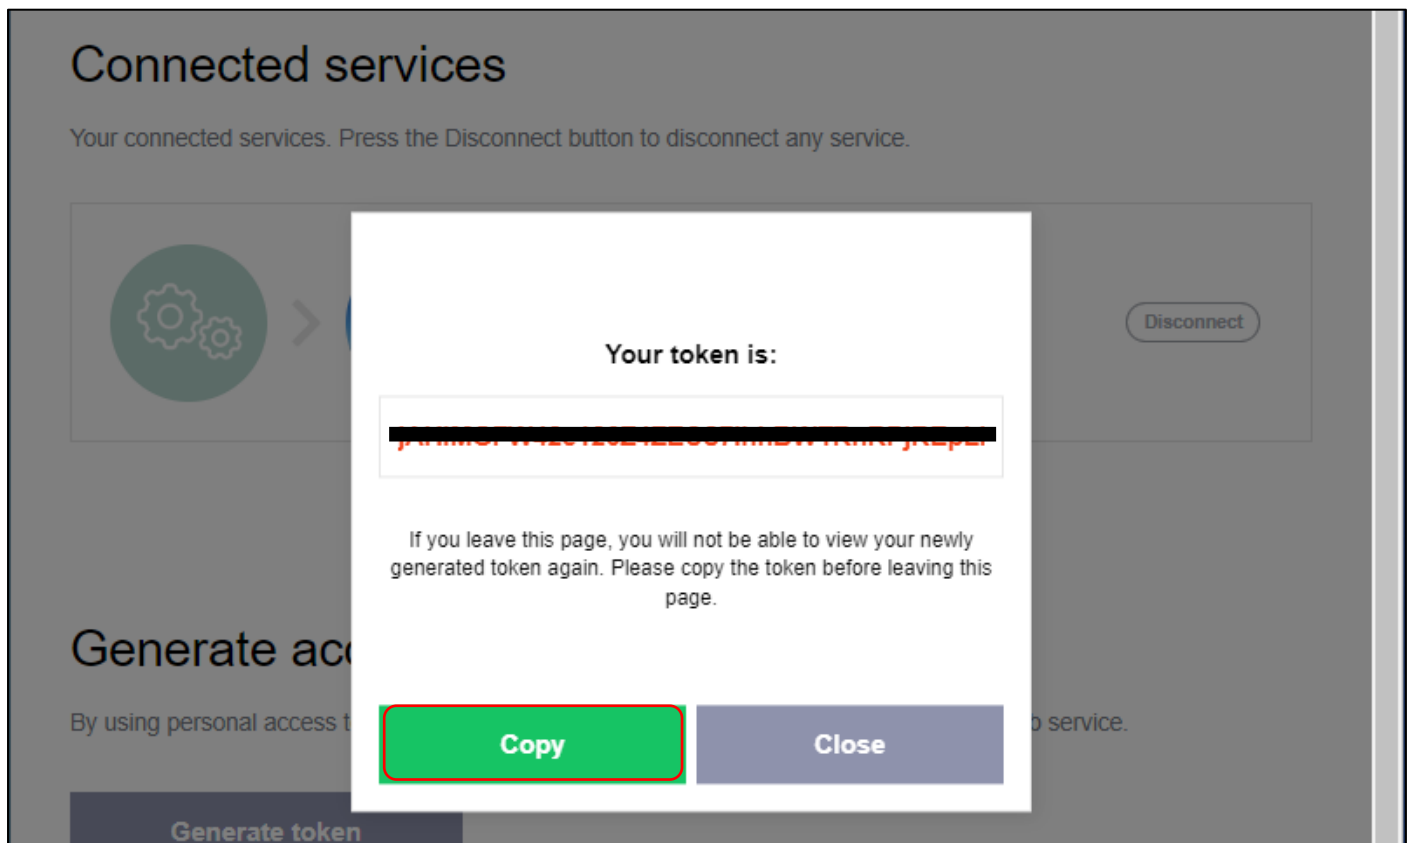 Connected services
Your connected services. Press the Disconnect button to disconnect any service.
Disconnect
Your token is:
If you leave this page, you will not be able to view your newly
generated token again. Please copy the token before leaving this
page.
Generate
By using personal access
service.
Copy
Close
Generate token